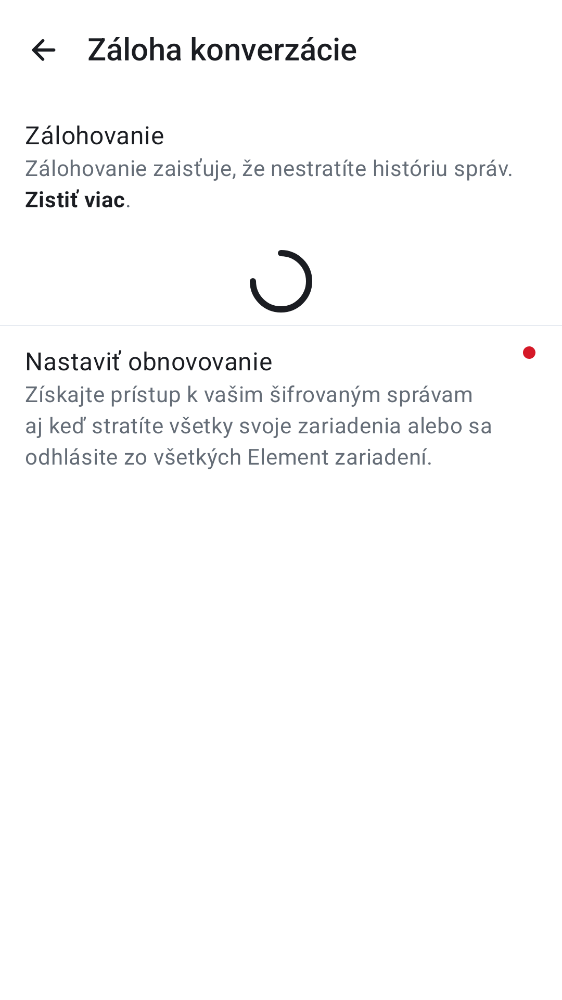 Záloha konverzácie
Zálohovanie
Zálohovanie zaisťuje, že nestratíte históriu správ.
Zistiť viac.
Nastaviť obnovovanie
Získajte prístup k vašim šifrovaným správam
aj keď stratíte všetky svoje zariadenia alebo sa
odhlásite zo všetkých Element zariadení.